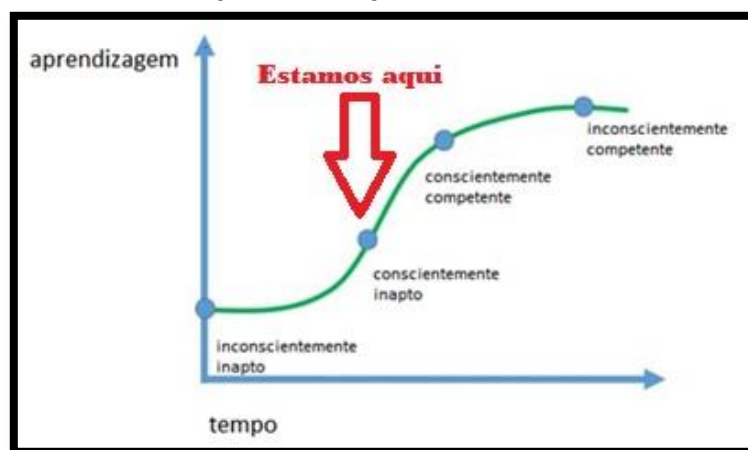 aprendizagem
Estamos aqui
inconscientemente
competente
conscientemente
competente
conscientemente
inapto
inconscientemente
inapto
tempo